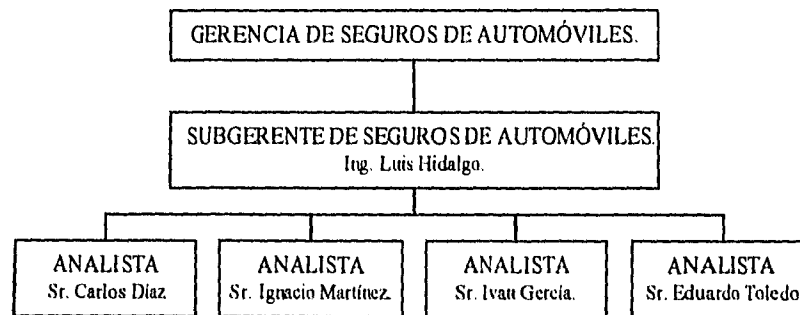 GERENCIA DE SEGUROS DE AUTOMÓVILES.
SUBGERENTE DE SEGUROS DE AUTOMÓVILES.
Ing. Luis Hidalgo.
ANALISTA
Sr. Carlos Díaz
ANALISTA
Sr. Ignacio Martínez.
ANALISTA
Sr. Ivan Gercía.
ANALISTA
Sr. Eduardo Toledo